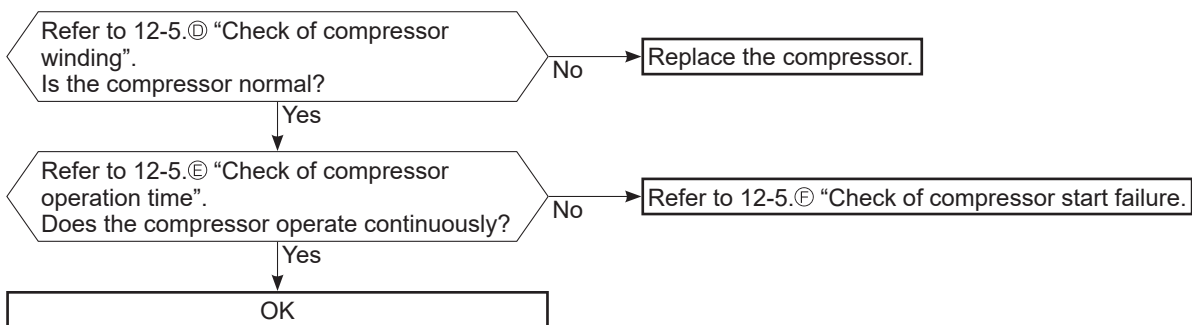 Refer to 12-5.Ⓓ “Check of compressor
winding”.
Is the compressor normal?
No
Replace the compressor.
Yes
Refer to 12-5.Ⓔ “Check of compressor
operation time”.
Does the compressor operate continuously?
No
Refer to 12-5.Ⓕ “Check of compressor start failure.
Yes
OK